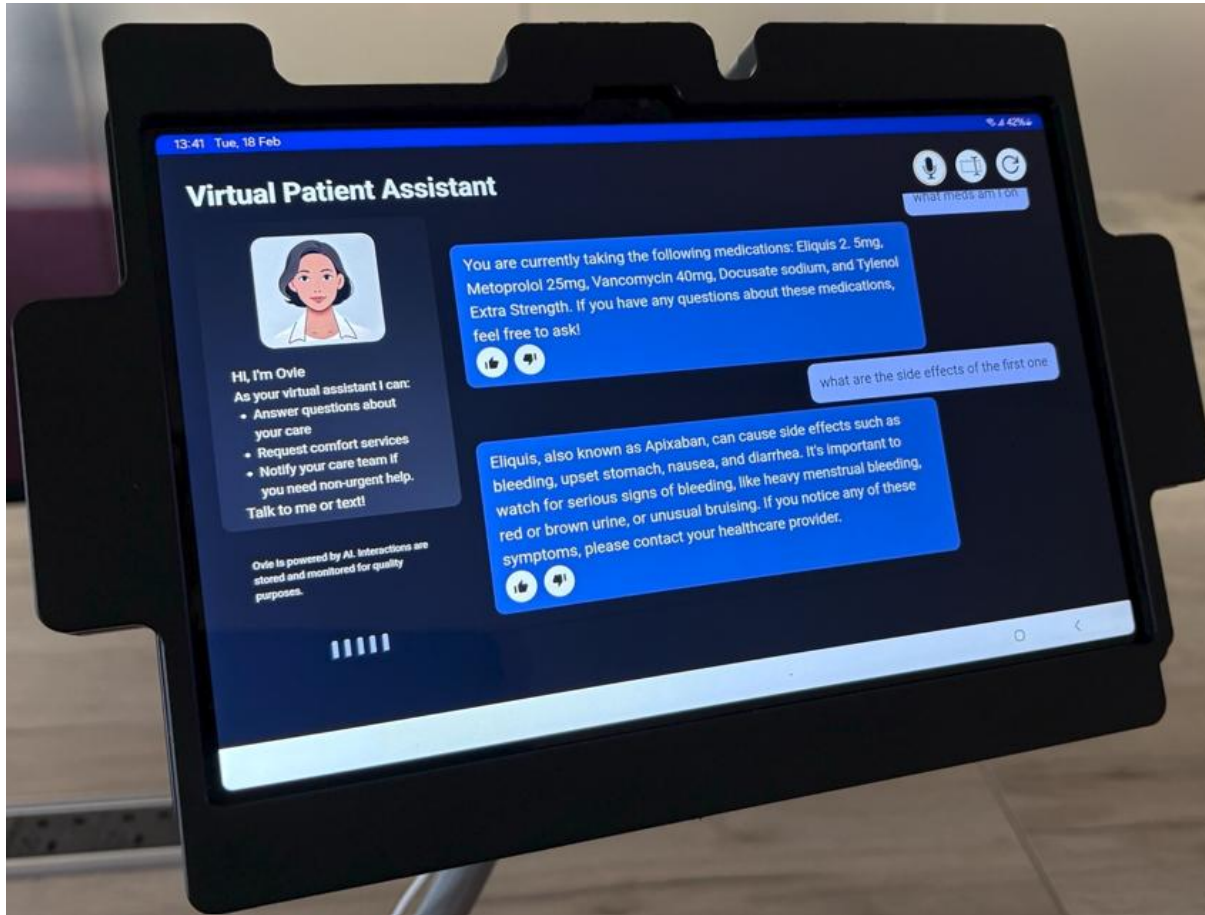 13:41 Tue, 18 Feb
42%
Virtual Patient Assistant
what meds am I on
You are currently taking the following medications: Eliquis 2. 5mg,
Metoprolol 25mg, Vancomycin 40mg, Docusate sodium, and Tylenol
Extra Strength. If you have any questions about these medications,
feel free to ask!
what are the side effects of the first one
Eliquis, also known as Apixaban, can cause side effects such as
bleeding, upset stomach, nausea, and diarrhea. It's important to
watch for serious signs of bleeding, like heavy menstrual bleeding,
red or brown urine, or unusual bruising. If you notice any of these
symptoms, please contact your healthcare provider.
Hi, I'm Ovie
As your virtual assistant I can:
• Answer questions about
your care
• Request comfort services
• Notify your care team if
you need non-urgent help.
Talk to me or text!
Ovie is powered by AI. Interactions are
stored and monitored for quality
purposes.